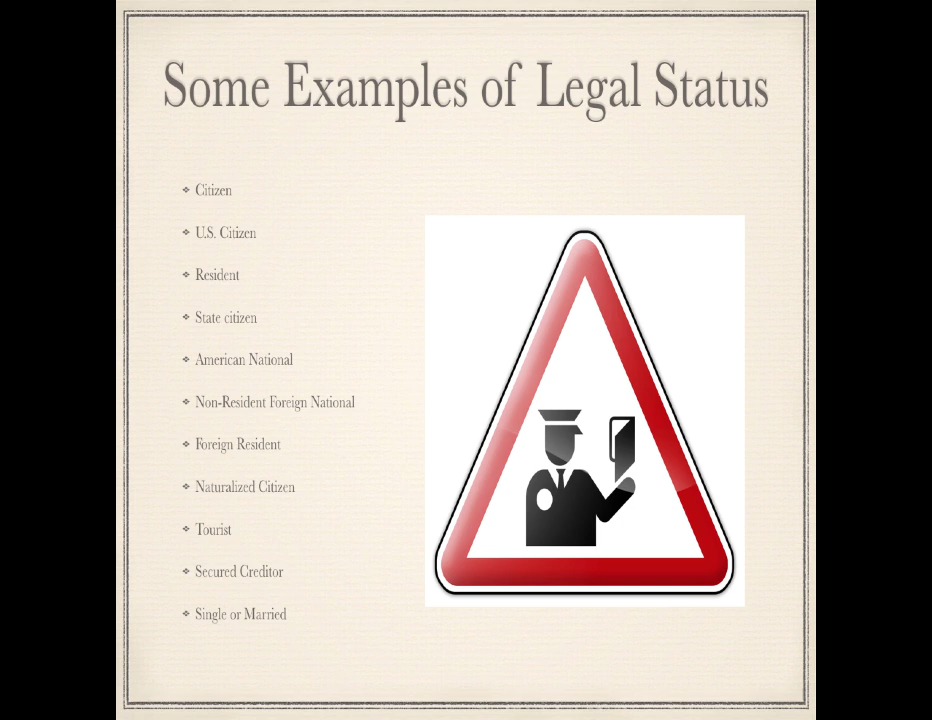 Some Examples of Legal Status
Citizen
U.S. Citizen
Resident
State citizen
American National
Non-Resident Foreign National
Foreign Resident
Naturalized Citizen
Tourist
Secured Creditor
Single or Married